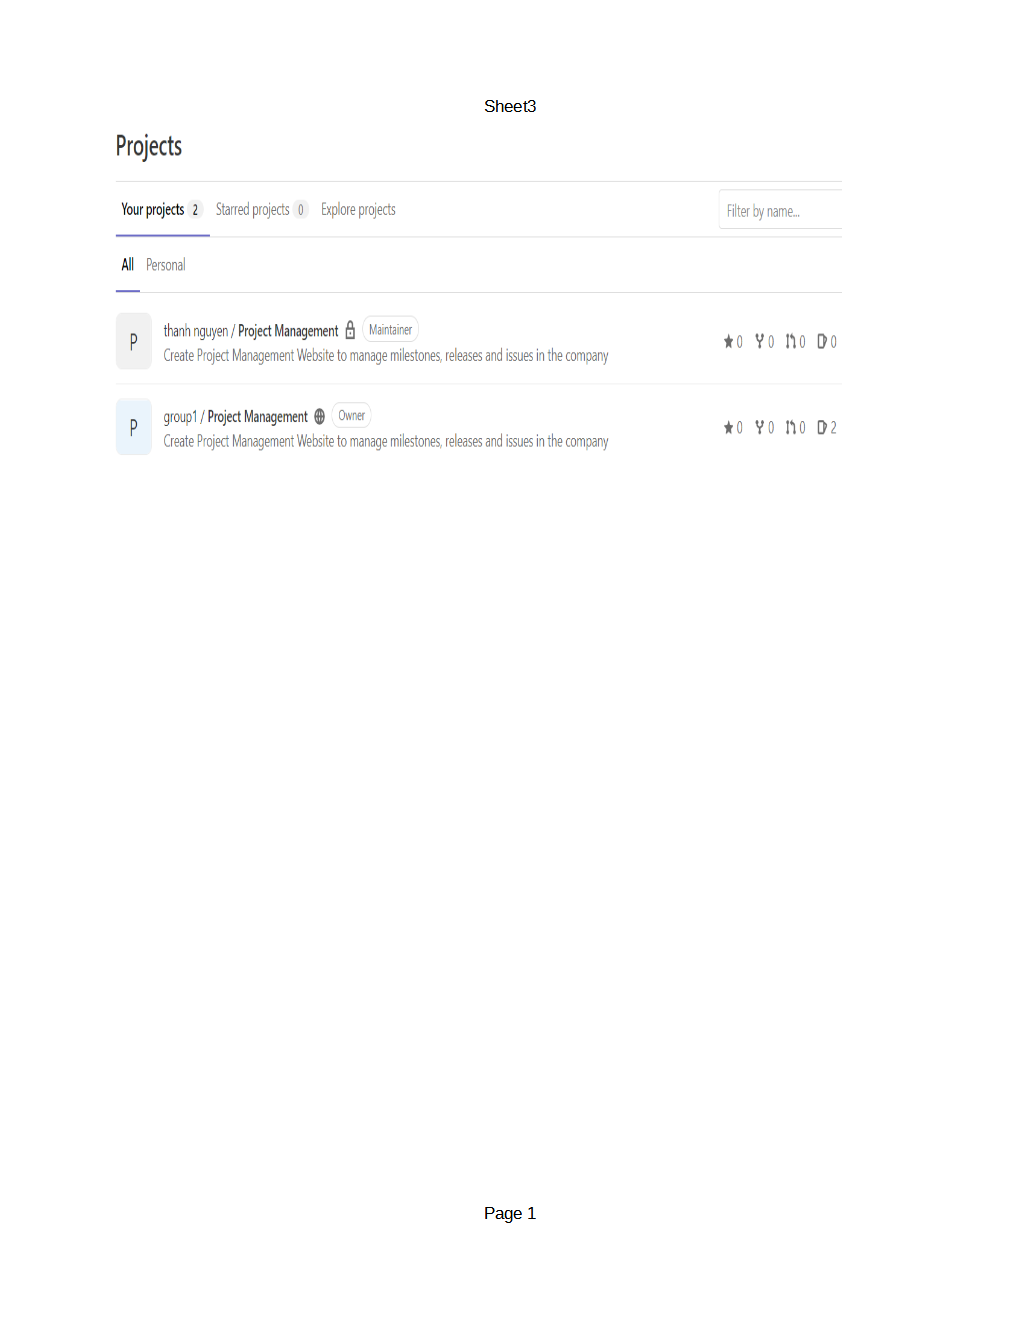 Sheet3
Projects
Your projects 2 Starred projects 0 Explore projects Filter by name...
All Personal
P thanh nguyen / Project Management Maintainer 0 0 0 0
Create Project Management Website to manage milestones, releases and issues in the company
P group1 / Project Management Owner 0 0 0 2
Create Project Management Website to manage milestones, releases and issues in the company
Page 1